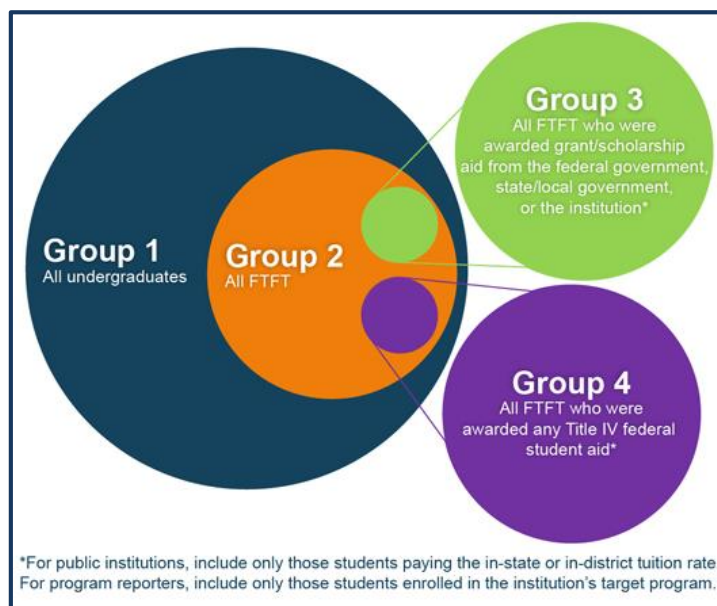 Group 1
All undergraduates
Group 2
All FTFT
Group 3
All FTFT who were
awarded grant/scholarship
aid from the federal government,
state/local government,
or the institution*
Group 4
All FTFT who were
awarded any Title IV federal
student aid*
*For public institutions, include only those students paying the in-state or in-district tuition rate
For program reporters, include only those students enrolled in the institution's target program.